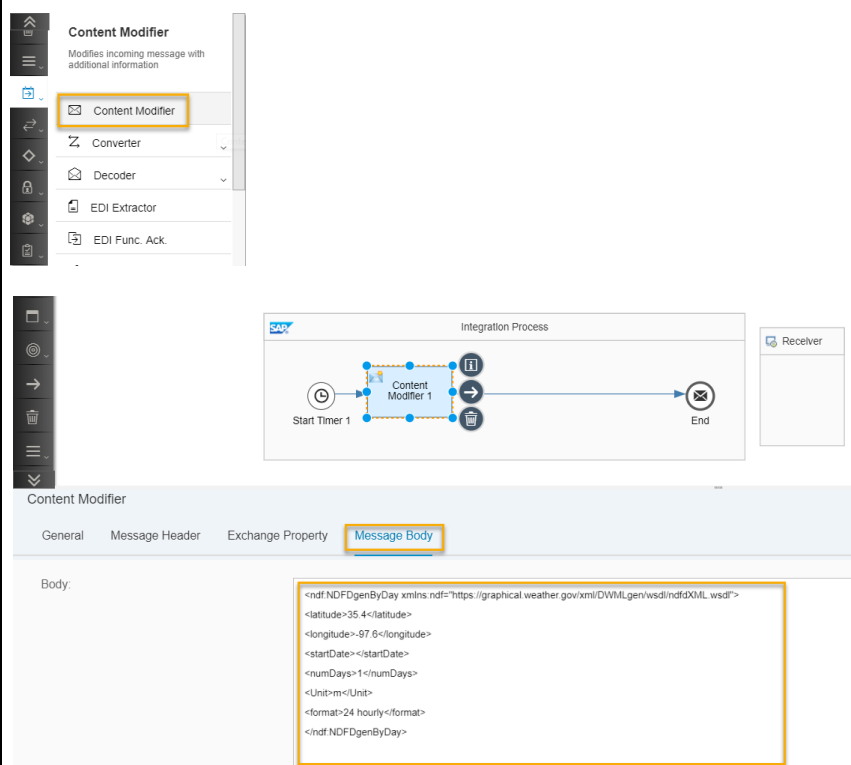 Content Modifier
Modifies incoming message with
additional information
Content Modifier
Converter
Decoder
EDI Extractor
EDI Func. Ack.
SAP
Integration Process
Receiver
Content
Modifier 1
Start Timer 1
End
Content Modifier
General Message Header Exchange Property Message Body
Body:
<ndf:NDFDgenByDay xmlns:ndf="https://graphical.weather.gov/xml/DWMLgen/wsdl/ndfdXML.wsdl">
<latitude>35.4</latitude>
<longitude>-97.6</longitude>
<startDate></startDate>
<numDays>1</numDays>
<Unit>m</Unit>
<format>24 hourly</format>
</ndf:NDFDgenByDay>